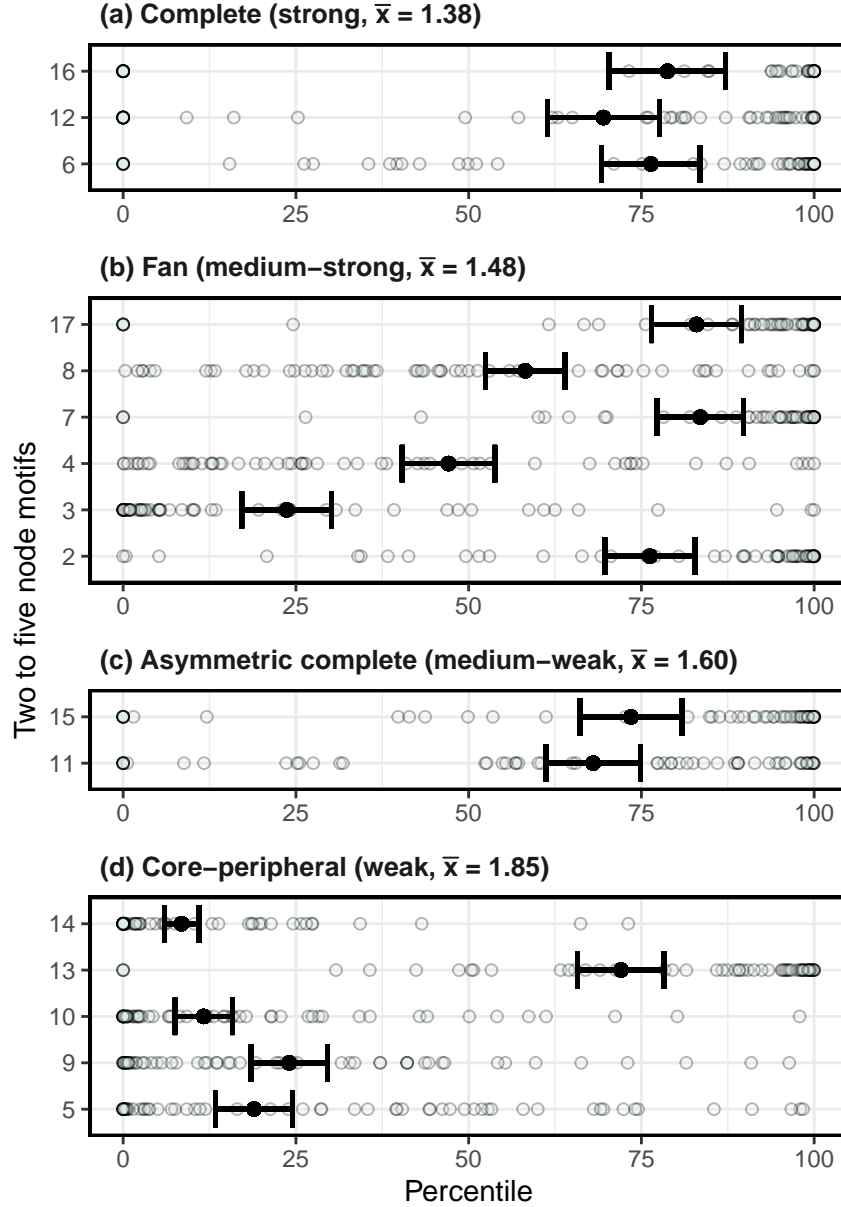 (a) Complete (strong, x̅ = 1.38)
16
12
6
0 25 50 75 100
(b) Fan (medium−strong, x̅ = 1.48)
17
8
7
4
3
2
0 25 50 75 100
Two to five node motifs
(c) Asymmetric complete (medium−weak, x̅ = 1.60)
15
11
0 25 50 75 100
(d) Core−peripheral (weak, x̅ = 1.85)
14
13
10
9
5
0 25 50 75 100
Percentile